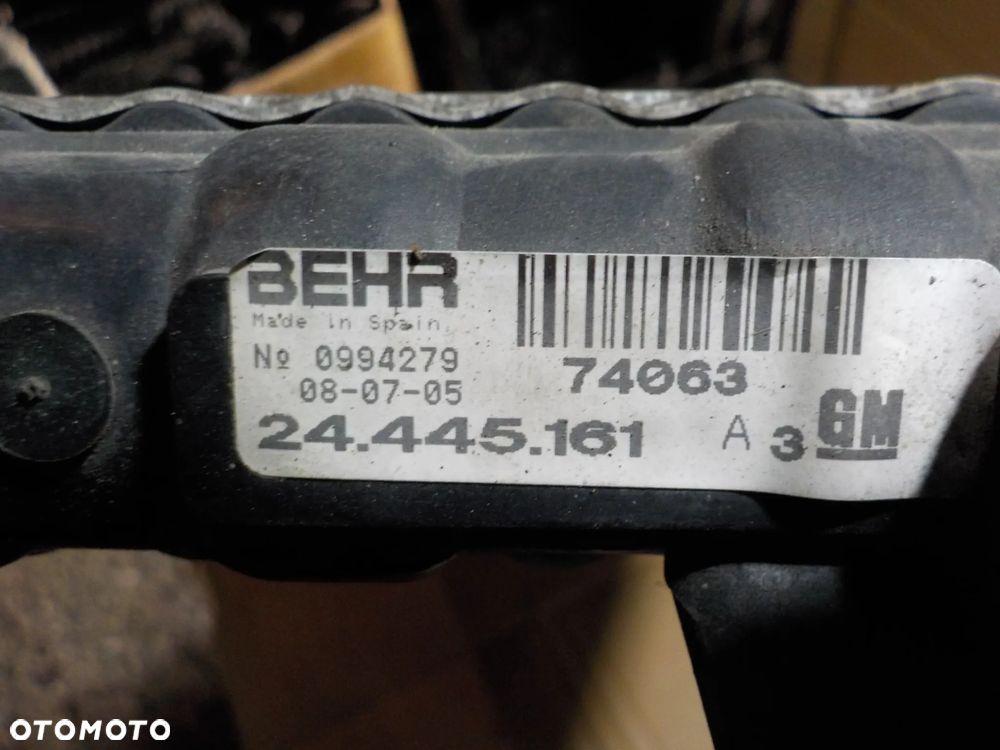 BEHR
Made in Spain.
Nº 0994279
08-07-05
74063
24.445.161 A 3 GM
OTOMOTO